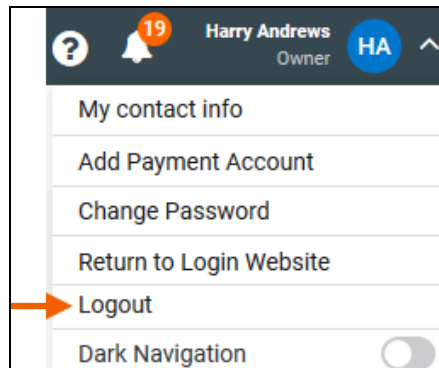 ?
19
Harry Andrews
Owner
HA
My contact info
Add Payment Account
Change Password
Return to Login Website
Logout
Dark Navigation